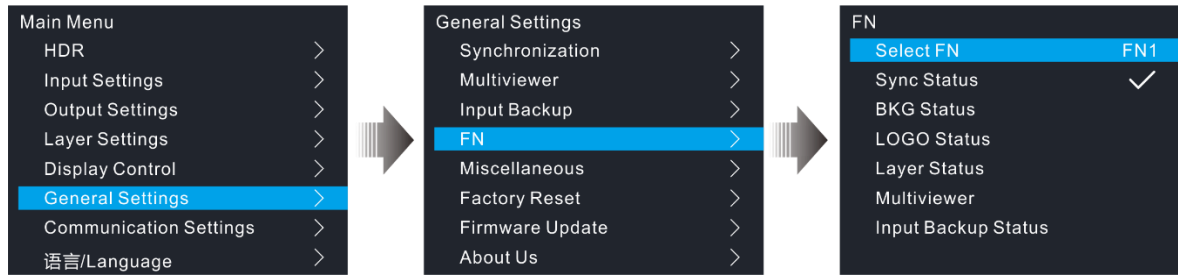 Main Menu
HDR
Input Settings
Output Settings
Layer Settings
Display Control
General Settings
Communication Settings
语言/Language
General Settings
Synchronization
Multiviewer
Input Backup
FN
Miscellaneous
Factory Reset
Firmware Update
About Us
FN
Select FN FN1
Sync Status
BKG Status
LOGO Status
Layer Status
Multiviewer
Input Backup Status